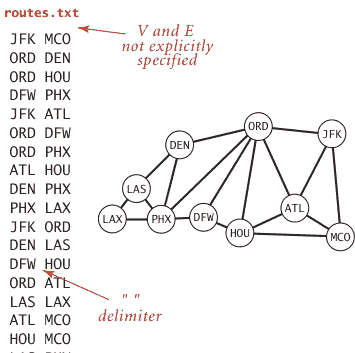 routes.txt
V and E
not explicitly
specified
JFK MCO
ORD DEN
ORD HOU
DFW PHX
JFK ATL
ORD DFW
ORD PHX
ATL HOU
DEN PHX
PHX LAX
JFK ORD
DEN LAS
DFW HOU
ORD ATL
LAS LAX
ATL MCO
HOU MCO
" "
delimiter
ORD
JFK
DEN
LAS
LAX
PHX
DFW
HOU
ATL
MCO